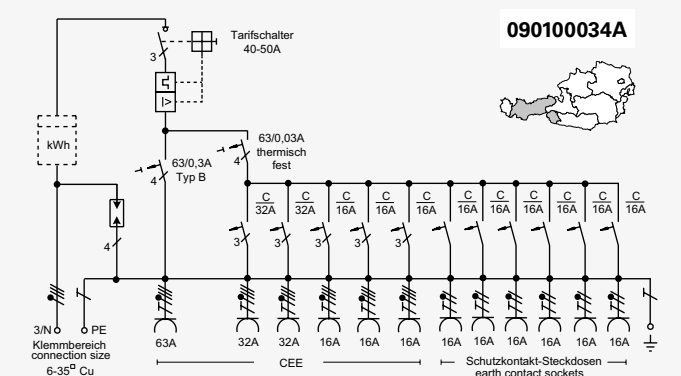 090100034A
Tarifschalter
40-50A
3
kWh
63/0,3A
4
Typ B
63/0,03A
thermisch
4
fest
I>
C C C C C C C C C C C
32A 32A 16A 16A 16A 16A 16A 16A 16A 16A 16A
3 3 3 3 3
4
3/N PE
63A 32A 32A 16A 16A 16A 16A 16A 16A 16A 16A 16A
Klemmbereich
connection size
6-35□ Cu
CEE
Schutzkontakt-Steckdosen
earth contact sockets